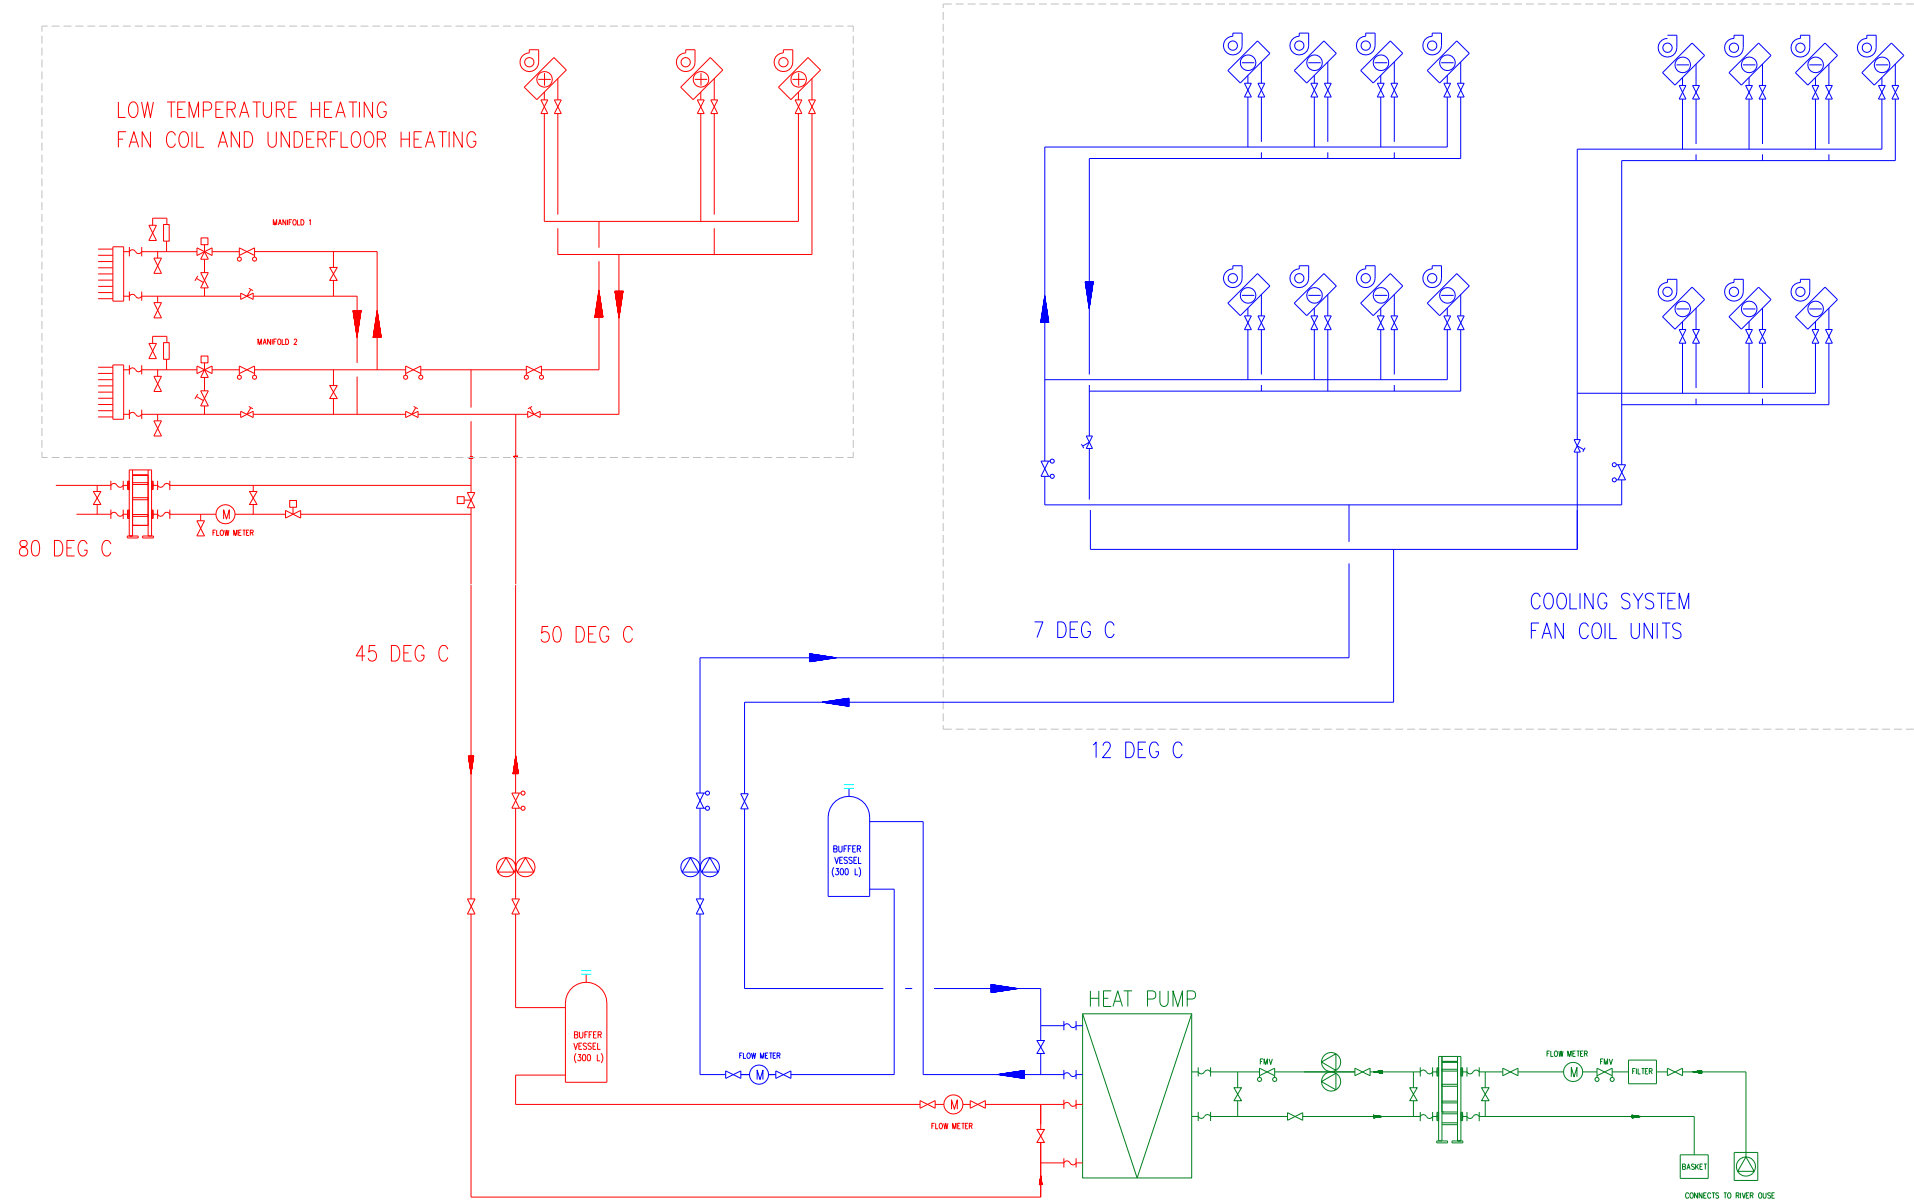 LOW TEMPERATURE HEATING
FAN COIL AND UNDERFLOOR HEATING
MANIFOLD 1
MANIFOLD 2
M
FLOW METER
80 DEG C
45 DEG C
50 DEG C
7 DEG C
12 DEG C
COOLING SYSTEM
FAN COIL UNITS
BUFFER
VESSEL
(300 L)
BUFFER
VESSEL
(300 L)
FLOW METER
M
M
FLOW METER
HEAT PUMP
FMV
FLOW METER
M
FMV
FILTER
BASKET
CONNECTS TO RIVER OUSE